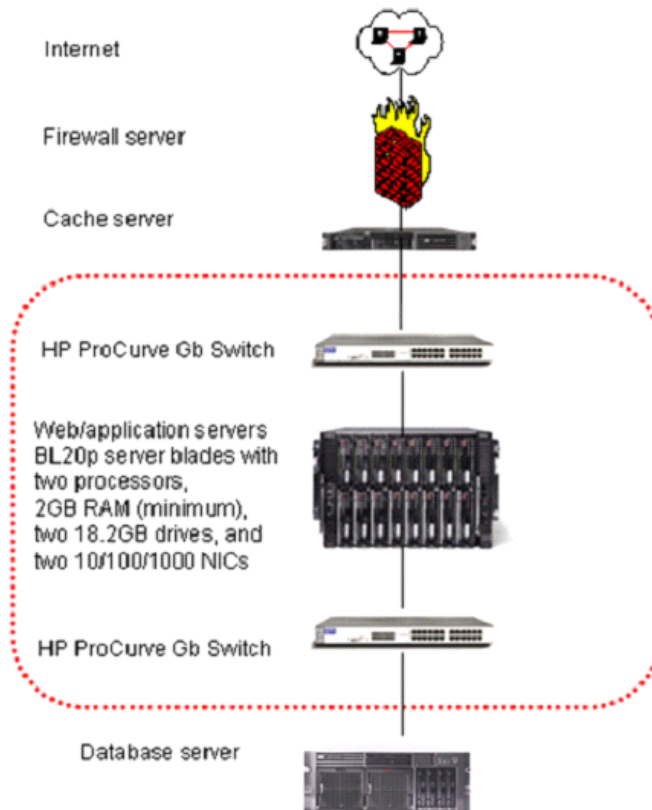 Internet
Firewall server
Cache server
HP ProCurve Gb Switch
Web/application servers
BL20p server blades with
two processors,
2GB RAM (minimum),
two 18.2GB drives, and
two 10/100/1000 NICs
HP ProCurve Gb Switch
Database server